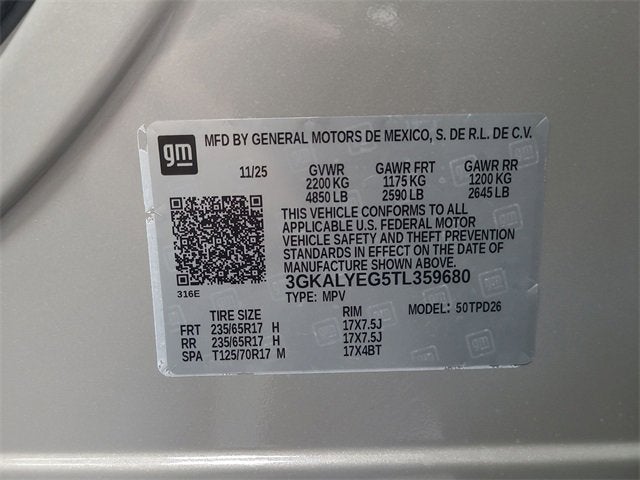 gm MFD BY GENERAL MOTORS DE MEXICO, S. DE R.L. DE C.V.
11/25 GVWR GAWR FRT GAWR RR
2200 KG 1175 KG 1200 KG
4850 LB 2590 LB 2645 LB
THIS VEHICLE CONFORMS TO ALL
APPLICABLE U.S. FEDERAL MOTOR
VEHICLE SAFETY AND THEFT PREVENTION
STANDARDS IN EFFECT ON THE DATE OF
MANUFACTURE SHOWN ABOVE.
3GKALYEG5TL359680
316E
TYPE: MPV MODEL: 50TPD26
TIRE SIZE RIM
FRT 235/65R17 H 17X7.5J
RR 235/65R17 H 17X7.5J
SPA T125/70R17 M 17X4BT